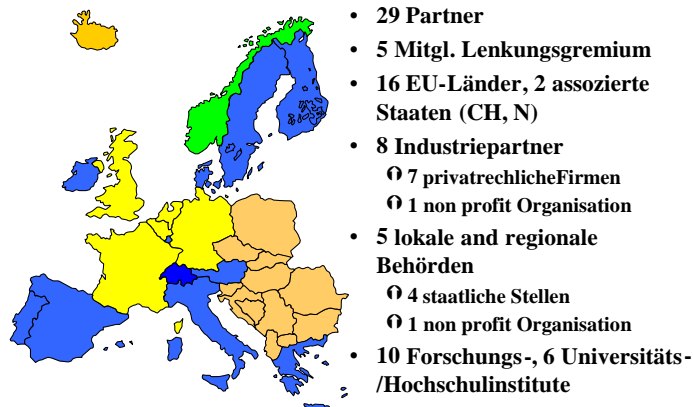 • 29 Partner
• 5 Mitgl. Lenkungsgremium
• 16 EU-Länder, 2 assozierte
Staaten (CH, N)
• 8 Industriepartner
∩ 7 privatrechlicheFirmen
∩ 1 non profit Organisation
• 5 lokale and regionale
Behörden
∩ 4 staatliche Stellen
∩ 1 non profit Organisation
• 10 Forschungs-, 6 Universitäts-
/Hochschulinstitute